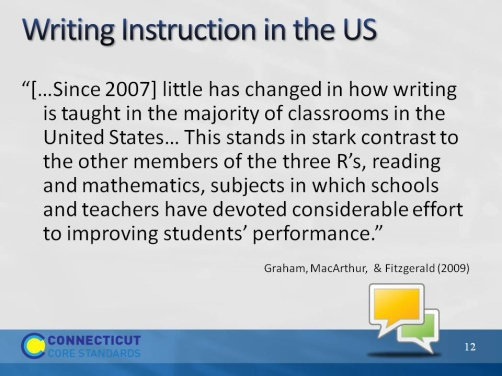 Writing Instruction in the US
“[…Since 2007] little has changed in how writing
is taught in the majority of classrooms in the
United States… This stands in stark contrast to
the other members of the three R’s, reading
and mathematics, subjects in which schools
and teachers have devoted considerable effort
to improving students’ performance.”
Graham, MacArthur, & Fitzgerald (2009)
CONNECTICUT
CORE STANDARDS
12